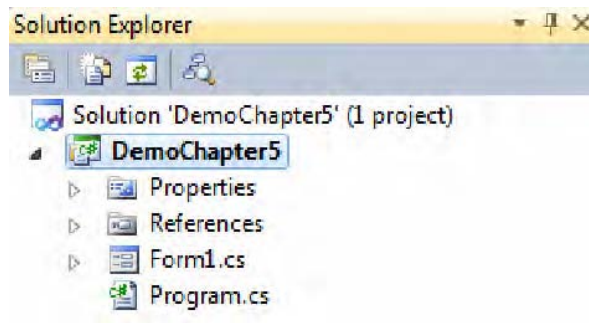 Solution Explorer
Solution 'DemoChapter5' (1 project)
DemoChapter5
Properties
References
Form1.cs
Program.cs